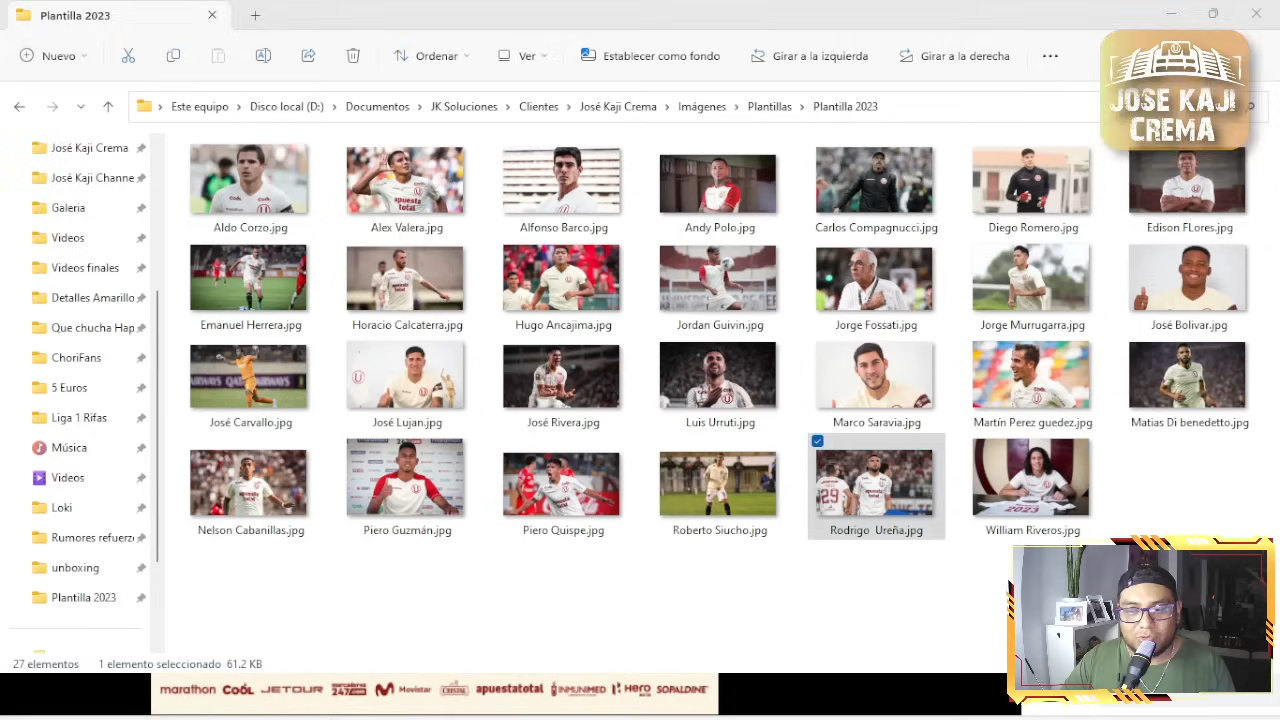 Plantilla 2023
Nuevo
Ordenar
Ver
Establecer como fondo
Girar a la izquierda
Girar a la derecha
JOSE KAJI
CREMA
Este equipo > Disco local (D:) > Documentos > JK Soluciones > Clientes > José Kaji Crema > Imágenes > Plantillas > Plantilla 2023
José Kaji Crema
José Kaji Channe
Galeria
Videos
Videos finales
Detalles Amarillo
Que chucha Hap
ChoriFans
5 Euros
Liga 1 Rifas
Música
Videos
Loki
Rumores refuerz
unboxing
Plantilla 2023
Aldo Corzo.jpg
Alex Valera.jpg
Alfonso Barco.jpg
Andy Polo.jpg
Carlos Compagnucci.jpg
Diego Romero.jpg
Edison FLores.jpg
Emanuel Herrera.jpg
Horacio Calcaterra.jpg
Hugo Ancajima.jpg
Jordan Guivin.jpg
Jorge Fossati.jpg
Jorge Murrugarra.jpg
José Bolivar.jpg
José Carvallo.jpg
José Lujan.jpg
José Rivera.jpg
Luis Urruti.jpg
Marco Saravia.jpg
Martín Perez guedez.jpg
Matias Di benedetto.jpg
Nelson Cabanillas.jpg
Piero Guzmán.jpg
Piero Quispe.jpg
Roberto Siucho.jpg
Rodrigo Ureña.jpg
William Riveros.jpg
27 elementos
1 elemento seleccionado 61.2 KB
marathon COOL JETOUR 247 Movistar CRISTAL apuestatotal INMUNIMED Hero SOPALDINE